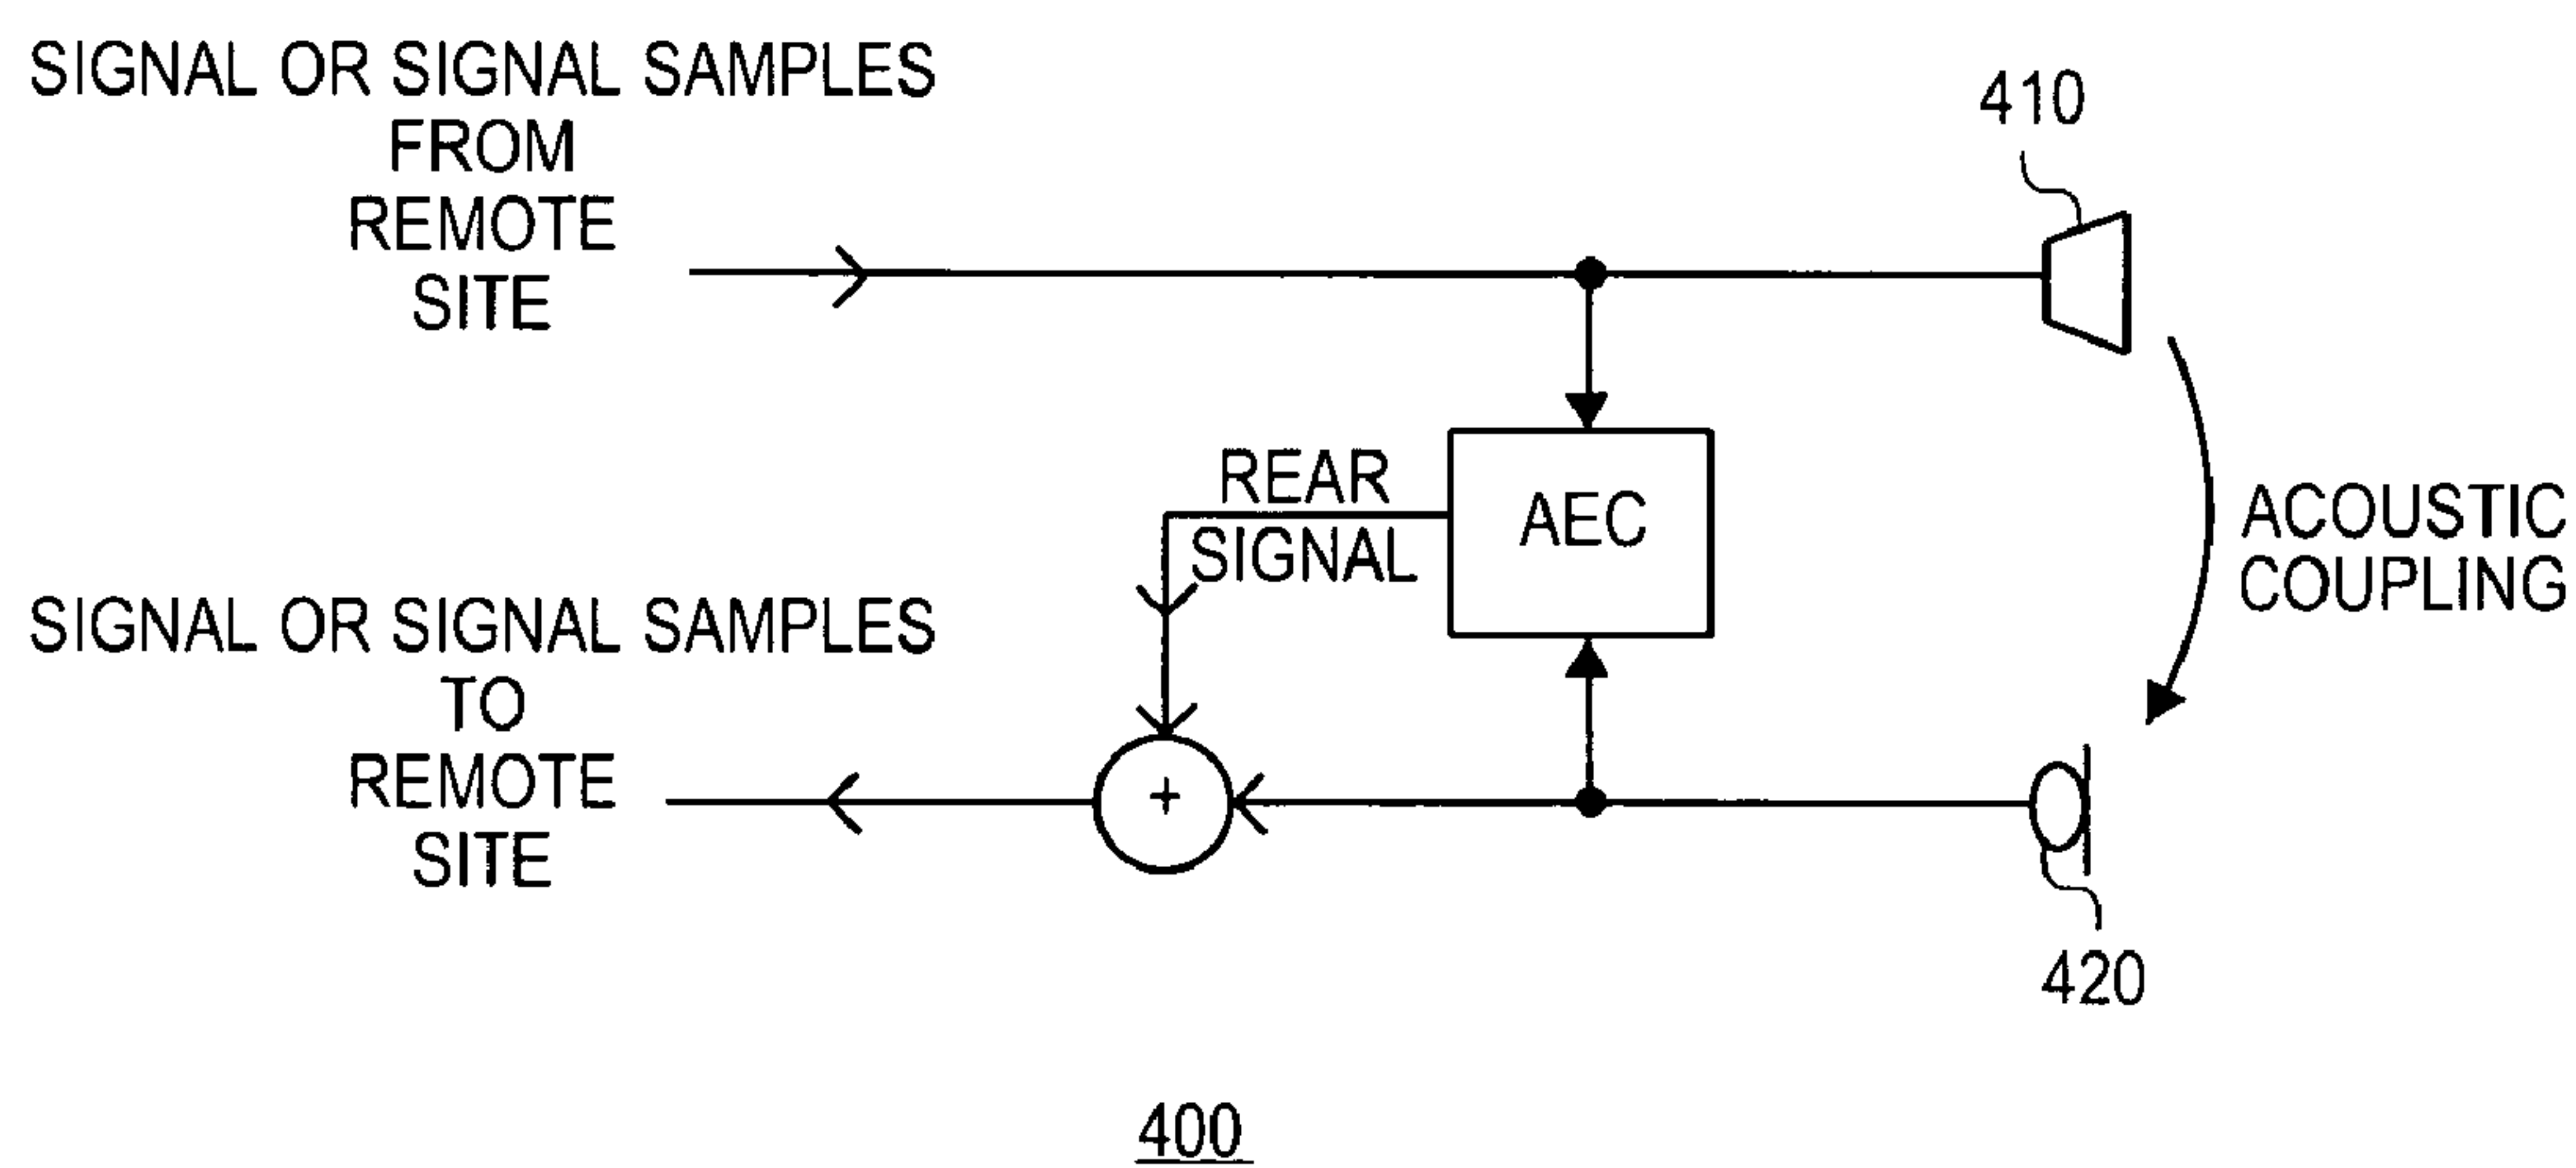 SIGNAL OR SIGNAL SAMPLES
FROM
REMOTE
SITE
410
REAR
SIGNAL
AEC
ACOUSTIC
COUPLING
SIGNAL OR SIGNAL SAMPLES
TO
REMOTE
SITE
+
420
400